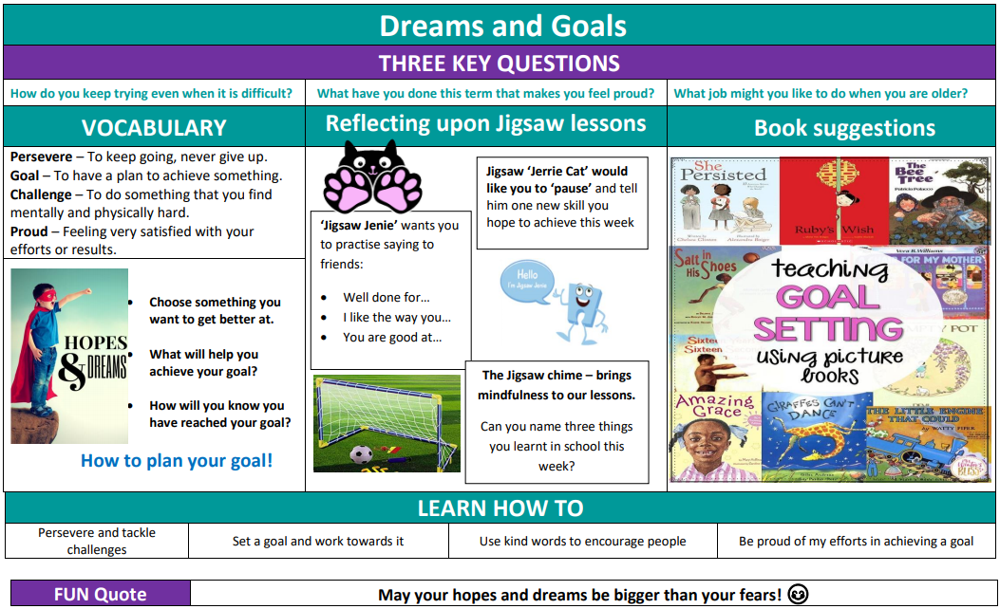 Dreams and Goals
THREE KEY QUESTIONS
How do you keep trying even when it is difficult?
What have you done this term that makes you feel proud?
What job might you like to do when you are older?
VOCABULARY
Reflecting upon Jigsaw lessons
Book suggestions
Persevere – To keep going, never give up.
Goal – To have a plan to achieve something.
Challenge – To do something that you find
mentally and physically hard.
Proud – Feeling very satisfied with your
efforts or results.
HOPES
& DREAMS
• Choose something you
want to get better at.
• What will help you
achieve your goal?
• How will you know you
have reached your goal?
How to plan your goal!
‘Jigsaw Jenie’ wants you
to practise saying to
friends:
• Well done for…
• I like the way you…
• You are good at…
Jigsaw ‘Jerrie Cat’ would
like you to ‘pause’ and tell
him one new skill you
hope to achieve this week
Hello
I'm Jigsaw Jenie
The Jigsaw chime – brings
mindfulness to our lessons.
Can you name three things
you learnt in school this
week?
She
Persisted
Ruby's Wish
SCHOLASTIC
The
Bee
Tree
Patricia Polacco
Salt in
His Shoes
Vera B. Williams
FOR MY MOTHER
teaching
GOAL
SETTING
using picture
books
Sixteen
TY POT
Amazing
Grace
GIRAFFES CAN'T
DANCE
THE LITTLE ENGINE
THAT COULD
BY WATTY PIPER
LEARN HOW TO
Persevere and tackle
challenges
Set a goal and work towards it
Use kind words to encourage people
Be proud of my efforts in achieving a goal
FUN Quote
May your hopes and dreams be bigger than your fears!